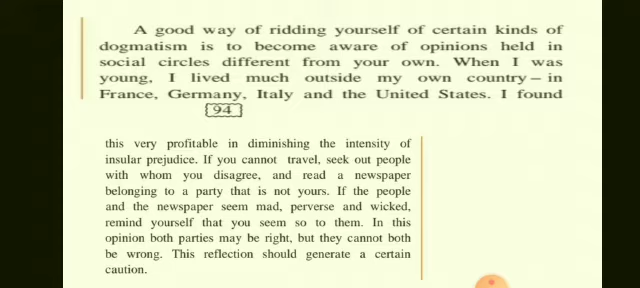 A good way of ridding yourself of certain kinds of
dogmatism is to become aware of opinions held in
social circles different from your own. When I was
young, I lived much outside my own country – in
France, Germany, Italy and the United States. I found
94
this very profitable in diminishing the intensity of
insular prejudice. If you cannot travel, seek out people
with whom you disagree, and read a newspaper
belonging to a party that is not yours. If the people
and the newspaper seem mad, perverse and wicked,
remind yourself that you seem so to them. In this
opinion both parties may be right, but they cannot both
be wrong. This reflection should generate a certain
caution.